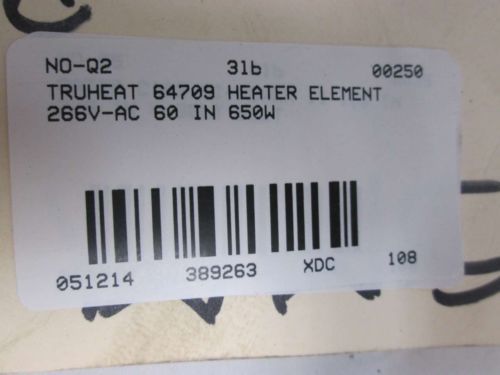 NO-Q2 3lb 00250
TRUHEAT 64709 HEATER ELEMENT
266V-AC 60 IN 650W
051214 389263 XDC 108